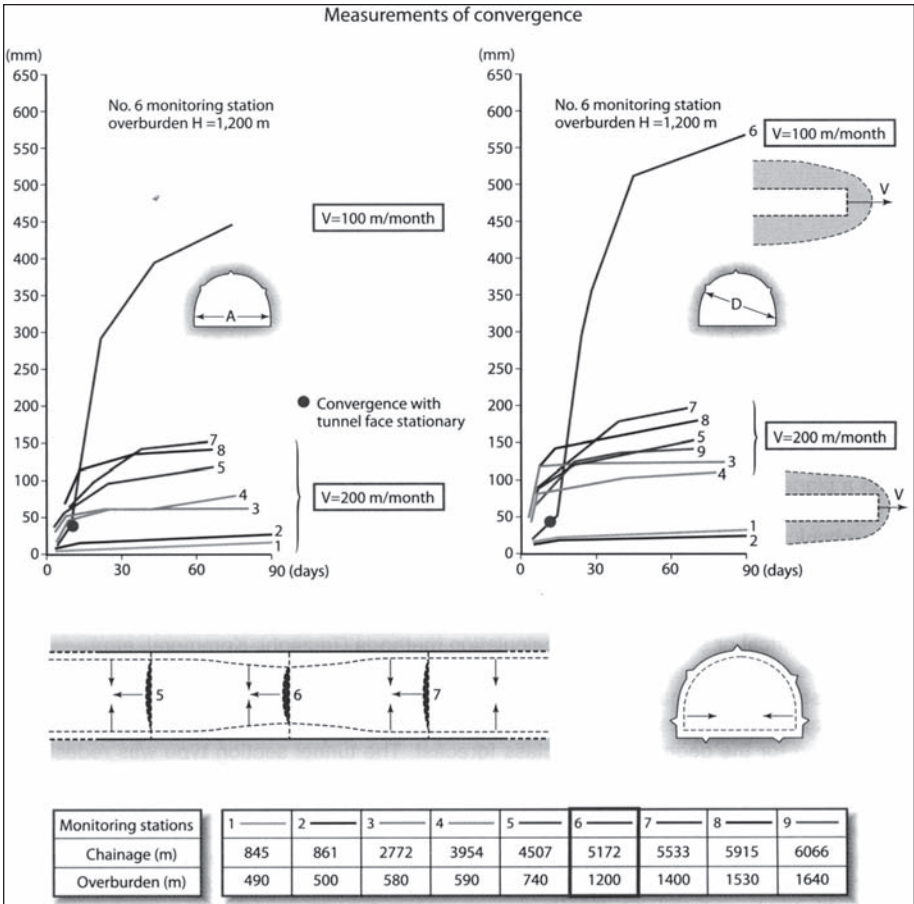 Measurements of convergence
(mm)
650
600
550
500
450
400
350
300
250
200
150
100
50
0
No. 6 monitoring station
overburden H =1,200 m
V=100 m/month
A
Convergence with
tunnel face stationary
7
8
5
4
3
2
1
V=200 m/month
30
60
90 (days)
(mm)
650
600
550
500
450
400
350
300
250
200
150
100
50
0
No. 6 monitoring station
overburden H =1,200 m
6
V=100 m/month
V
D
7
8
5
9
3
4
1
2
V=200 m/month
V
30
60
90 (days)
5
6
7
Monitoring stations 1 2 3 4 5 6 7 8 9
Chainage (m) 845 861 2772 3954 4507 5172 5533 5915 6066
Overburden (m) 490 500 580 590 740 1200 1400 1530 1640